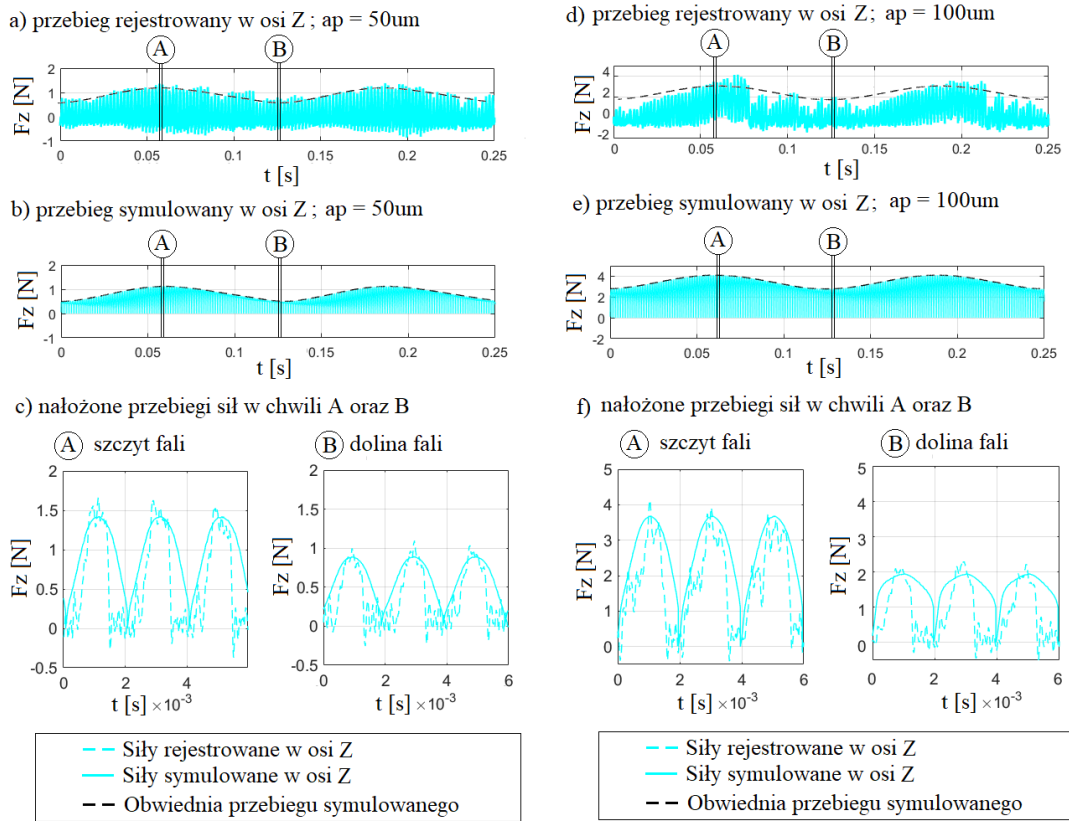 a) przebieg rejestrowany w osi Z ; ap = 50um
A
B
Fz [N]
2
1
0
-1
0
0.05
0.1
0.15
0.2
0.25
t [s]
b) przebieg symulowany w osi Z ; ap = 50um
A
B
Fz [N]
2
1
0
-1
0
0.05
0.1
0.15
0.2
0.25
t [s]
c) nałożone przebiegi sił w chwili A oraz B
A szczyt fali
Fz [N]
2
1.5
1
0.5
0
-0.5
0
2
4
t [s] ×10⁻³
B dolina fali
Fz [N]
2
1.5
1
0.5
0
-0.5
0
2
4
6
t [s] ×10⁻³
Siły rejestrowane w osi Z
Siły symulowane w osi Z
Obwiednia przebiegu symulowanego
d) przebieg rejestrowany w osi Z; ap = 100um
A
B
Fz [N]
4
2
0
-2
0
0.05
0.1
0.15
0.2
0.25
t [s]
e) przebieg symulowany w osi Z; ap = 100um
A
B
Fz [N]
4
2
0
-2
0
0.05
0.1
0.15
0.2
0.25
t [s]
f) nałożone przebiegi sił w chwili A oraz B
A szczyt fali
Fz [N]
5
4
3
2
1
0
0
2
4
6
t [s] ×10⁻³
B dolina fali
Fz [N]
5
4
3
2
1
0
0
2
4
6
t [s] ×10⁻³
Siły rejestrowane w osi Z
Siły symulowane w osi Z
Obwiednia przebiegu symulowanego